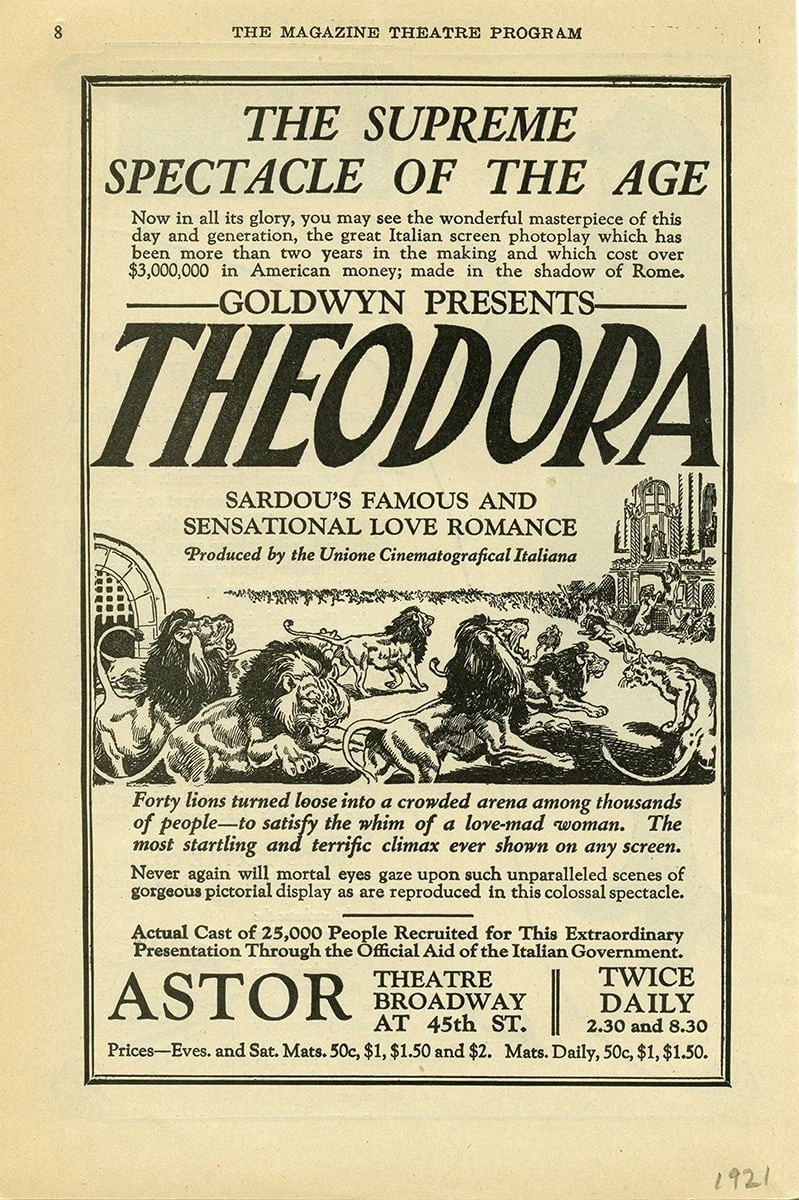 8
THE MAGAZINE THEATRE PROGRAM
THE SUPREME
SPECTACLE OF THE AGE
Now in all its glory, you may see the wonderful masterpiece of this
day and generation, the great Italian screen photoplay which has
been more than two years in the making and which cost over
$3,000,000 in American money; made in the shadow of Rome.
GOLDWYN PRESENTS
THEODORA
SARDOU'S FAMOUS AND
SENSATIONAL LOVE ROMANCE
Produced by the Unione Cinematografical Italiana
Forty lions turned loose into a crowded arena among thousands
of people—to satisfy the whim of a love-mad woman. The
most startling and terrific climax ever shown on any screen.
Never again will mortal eyes gaze upon such unparalleled scenes of
gorgeous pictorial display as are reproduced in this colossal spectacle.
Actual Cast of 25,000 People Recruited for This Extraordinary
Presentation Through the Official Aid of the Italian Government.
ASTOR
THEATRE
BROADWAY
AT 45th ST.
TWICE
DAILY
2.30 and 8.30
Prices—Eves. and Sat. Mats. 50c, $1, $1.50 and $2. Mats. Daily, 50c, $1, $1.50.
1921